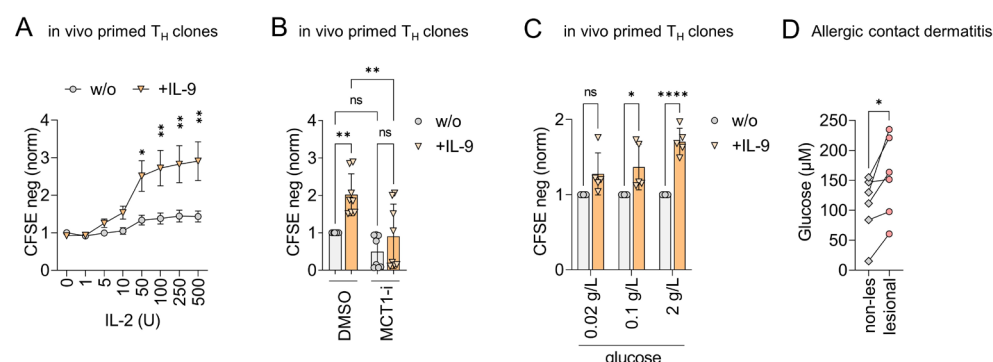 A in vivo primed TH clones
w/o +IL-9
CFSE neg (norm)
4
3
2
1
0
* ** ** **
0 1 5 10 50 100 250 500
IL-2 (U)
B in vivo primed TH clones
**
ns
** ns
w/o
+IL-9
CFSE neg (norm)
4
3
2
1
0
DMSO MCT1-i
C in vivo primed TH clones
ns * ****
w/o
+IL-9
CFSE neg (norm)
2
1
0
0.02 g/L 0.1 g/L 2 g/L
glucose
D Allergic contact dermatitis
*
Glucose (µM)
250
200
150
100
50
0
non-les lesional